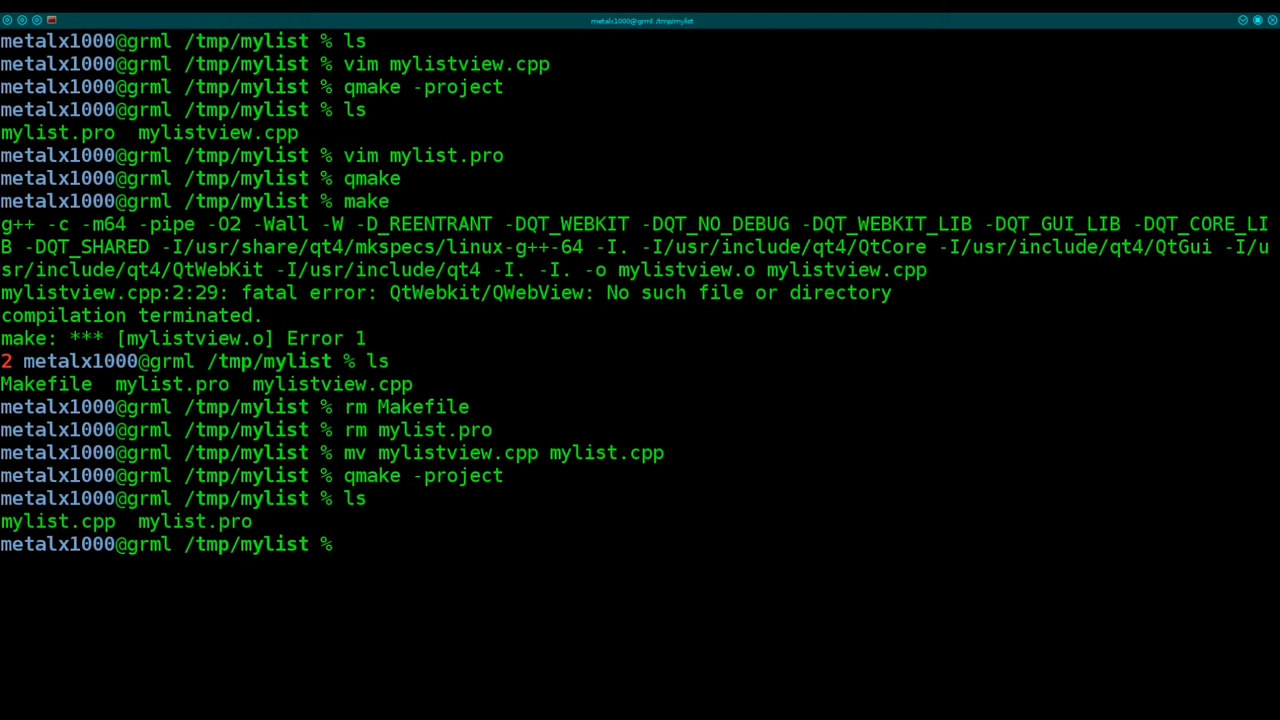 metalx1000@grml: /tmp/mylist
metalx1000@grml /tmp/mylist % ls
metalx1000@grml /tmp/mylist % vim mylistview.cpp
metalx1000@grml /tmp/mylist % qmake -project
metalx1000@grml /tmp/mylist % ls
mylist.pro  mylistview.cpp
metalx1000@grml /tmp/mylist % vim mylist.pro
metalx1000@grml /tmp/mylist % qmake
metalx1000@grml /tmp/mylist % make
g++ -c -m64 -pipe -O2 -Wall -W -D_REENTRANT -DQT_WEBKIT -DQT_NO_DEBUG -DQT_WEBKIT_LIB -DQT_GUI_LIB -DQT_CORE_LI
B -DQT_SHARED -I/usr/share/qt4/mkspecs/linux-g++-64 -I. -I/usr/include/qt4/QtCore -I/usr/include/qt4/QtGui -I/u
sr/include/qt4/QtWebKit -I/usr/include/qt4 -I. -I. -o mylistview.o mylistview.cpp
mylistview.cpp:2:29: fatal error: QtWebkit/QWebView: No such file or directory
compilation terminated.
make: *** [mylistview.o] Error 1
2 metalx1000@grml /tmp/mylist % ls
Makefile  mylist.pro  mylistview.cpp
metalx1000@grml /tmp/mylist % rm Makefile
metalx1000@grml /tmp/mylist % rm mylist.pro
metalx1000@grml /tmp/mylist % mv mylistview.cpp mylist.cpp
metalx1000@grml /tmp/mylist % qmake -project
metalx1000@grml /tmp/mylist % ls
mylist.cpp  mylist.pro
metalx1000@grml /tmp/mylist %